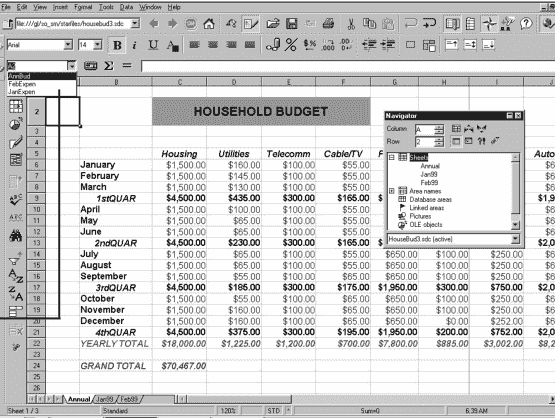 File Edit View Insert Format Tools Data Window Help
file:///g|/so_sm/starfiles/housebud3.sdc
Arial 14 B i U A
AnnBud
FebExpen
JanExpen
A B C D E F G H I J
HOUSEHOLD BUDGET
Housing Utilities Telecomm Cable/TV Auto
January $1,500.00 $160.00 $100.00 $55.00
February $1,500.00 $145.00 $100.00 $55.00
March $1,500.00 $130.00 $100.00 $55.00
1stQUAR $4,500.00 $435.00 $300.00 $165.00
April $1,500.00 $100.00 $100.00 $55.00
May $1,500.00 $65.00 $100.00 $55.00
June $1,500.00 $65.00 $100.00 $55.00
2ndQUAR $4,500.00 $230.00 $300.00 $165.00
July $1,500.00 $65.00 $100.00 $55.00 $650.00 $100.00 $250.00
August $1,500.00 $65.00 $100.00 $55.00 $650.00 $100.00 $250.00
September $1,500.00 $55.00 $100.00 $65.00 $650.00 $100.00 $250.00
3rdQUAR $4,500.00 $185.00 $300.00 $175.00 $1,950.00 $300.00 $750.00
October $1,500.00 $55.00 $100.00 $65.00 $650.00 $100.00 $250.00
November $1,500.00 $160.00 $100.00 $65.00 $650.00 $100.00 $250.00
December $1,500.00 $160.00 $100.00 $65.00 $650.00 $0.00 $252.00
4thQUAR $4,500.00 $375.00 $300.00 $195.00 $1,950.00 $200.00 $752.00
YEARLY TOTAL $18,000.00 $1,225.00 $1,200.00 $700.00 $7,800.00 $885.00 $3,002.00
GRAND TOTAL $70,467.00
Navigator
Column A
Row 2
Sheets
Annual
Jan99
Feb99
Area names
Database areas
Linked areas
Pictures
OLE objects
HouseBud3.sdc (active)
Annual Jan99 Feb99
Sheet 1 / 3 Standard 120% STD * Sum=0 6:39 AM